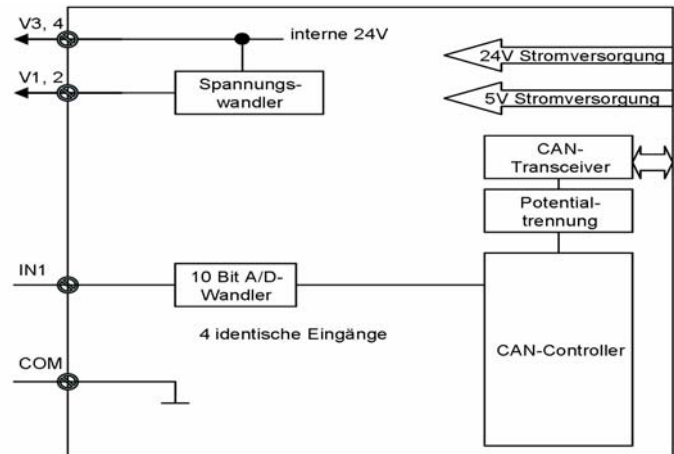 V3, 4
interne 24V
24V Stromversorgung
V1, 2
Spannungs-
wandler
5V Stromversorgung
CAN-
Transceiver
Potential-
trennung
IN1
10 Bit A/D-
Wandler
4 identische Eingänge
CAN-Controller
COM